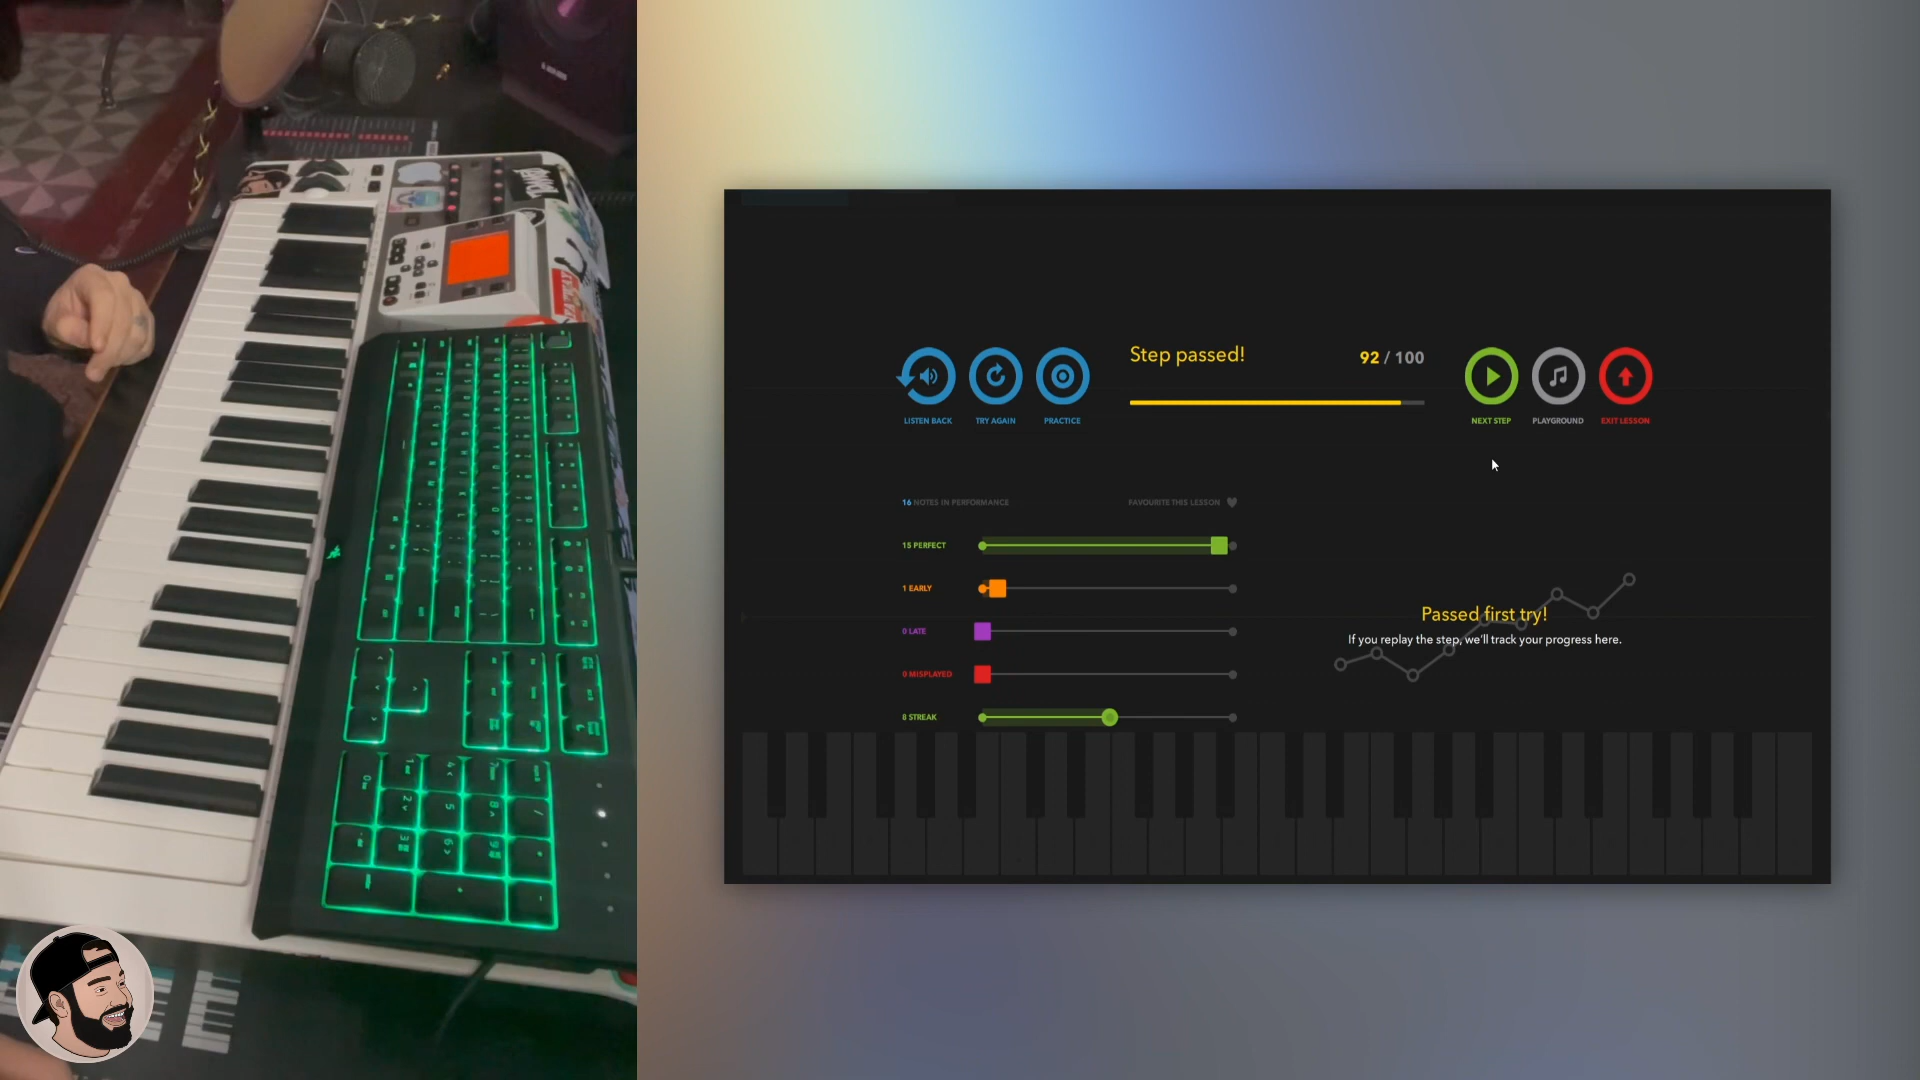 Step passed!
92 / 100
LISTEN BACK
TRY AGAIN
PRACTICE
NEXT STEP
PLAYGROUND
EXIT LESSON
16 NOTES IN PERFORMANCE
FAVOURITE THIS LESSON
15 PERFECT
1 EARLY
0 LATE
0 MISPLAYED
8 STREAK
Passed first try!
If you replay the step, we'll track your progress here.